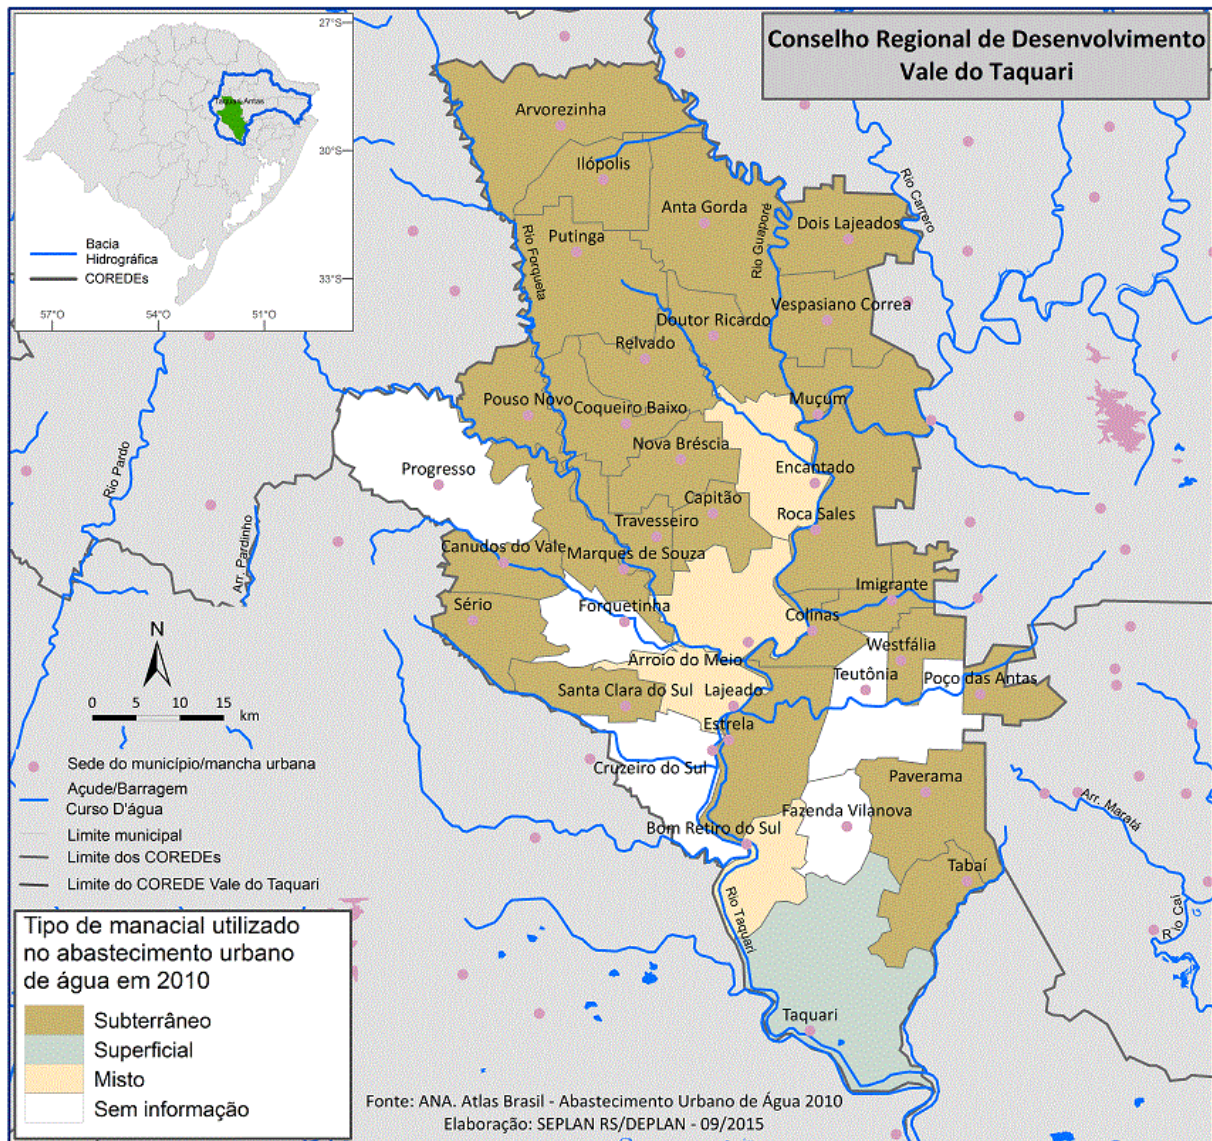 Conselho Regional de Desenvolvimento
Vale do Taquari
27°S
30°S
33°S
57°0
54°0
51°0
Taquari-Antas
Bacia
Hidrográfica
COREDEs
Arvorezinha
Ilópolis
Anta Gorda
Putinga
Dois Lajeados
Rio Carrero
Rio Guaporé
Rio Forqueta
Vespasiano Correa
Doutor Ricardo
Relvado
Pouso Novo
Coqueiro Baixo
Muçum
Nova Bréscia
Encantado
Progresso
Capitão
Roca Sales
Travesseiro
Rio Pardo
Arr. Pardinho
Canudos do Vale
Marques de Souza
Imigrante
Sério
Forquetinha
Colinas
Westfália
Arroio do Meio
Teutônia
Poço das Antas
Santa Clara do Sul
Lajeado
Estrela
Cruzeiro do Sul
Paverama
Fazenda Vilanova
Bom Retiro do Sul
Arr. Maratá
Tabaí
Rio Taquari
Rio Caí
Taquari
N
0 5 10 15
km
Sede do município/mancha urbana
Açude/Barragem
Curso D'água
Limite municipal
Limite dos COREDEs
Limite do COREDE Vale do Taquari
Tipo de manacial utilizado
no abastecimento urbano
de água em 2010
Subterrâneo
Superficial
Misto
Sem informação
Fonte: ANA. Atlas Brasil - Abastecimento Urbano de Água 2010
Elaboração: SEPLAN RS/DEPLAN - 09/2015